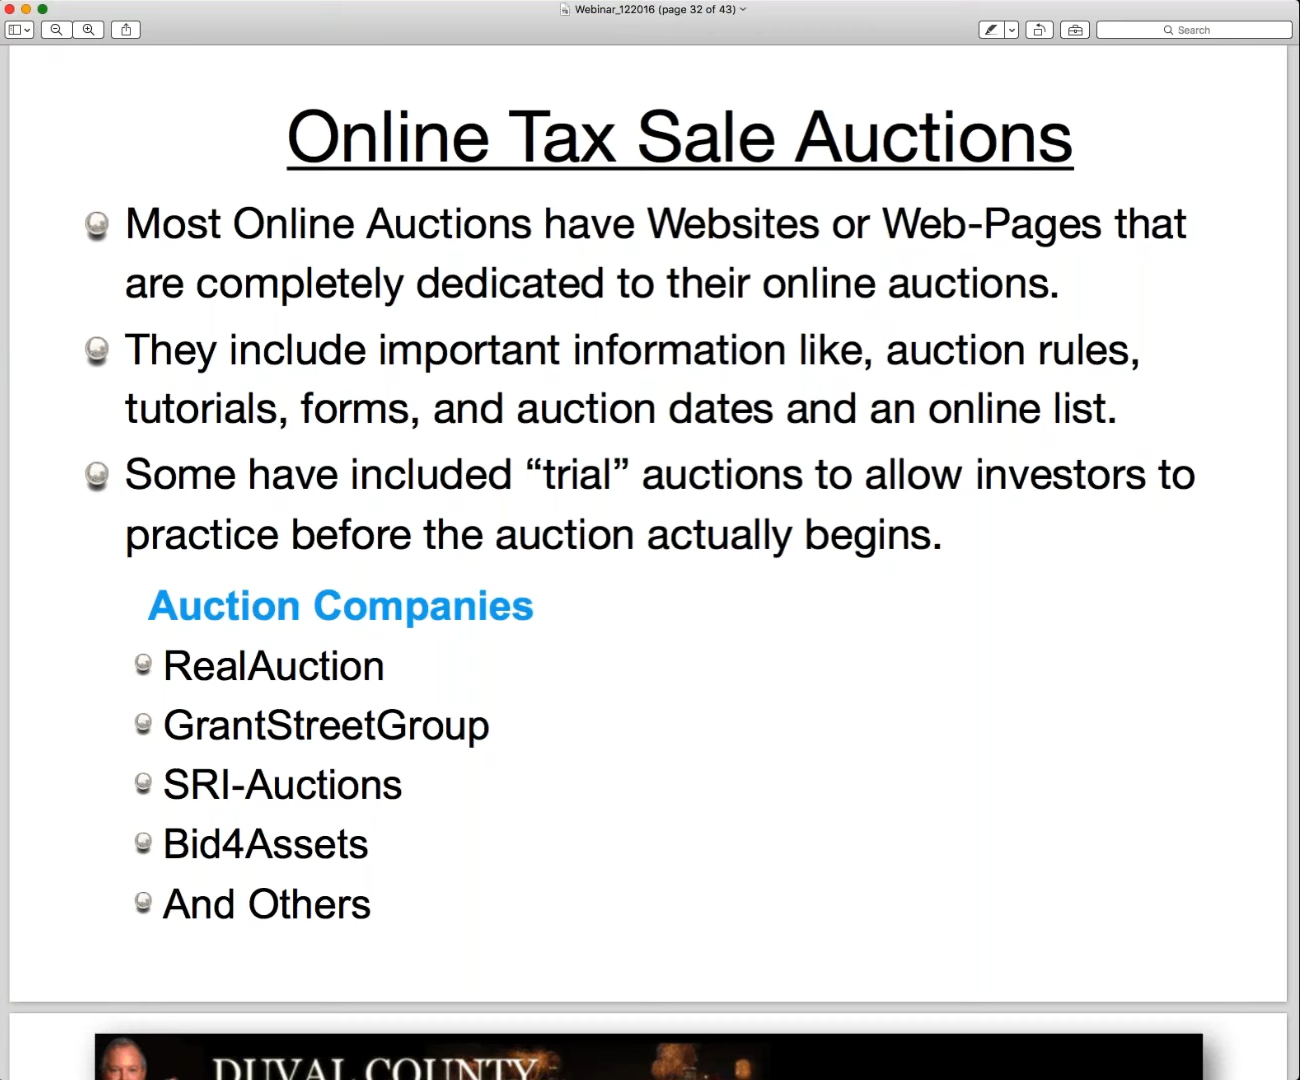 Webinar_122016 (page 32 of 43)
Search
Online Tax Sale Auctions
Most Online Auctions have Websites or Web-Pages that
are completely dedicated to their online auctions.
They include important information like, auction rules,
tutorials, forms, and auction dates and an online list.
Some have included “trial” auctions to allow investors to
practice before the auction actually begins.
Auction Companies
RealAuction
GrantStreetGroup
SRI-Auctions
Bid4Assets
And Others
DUVAL COUNTY